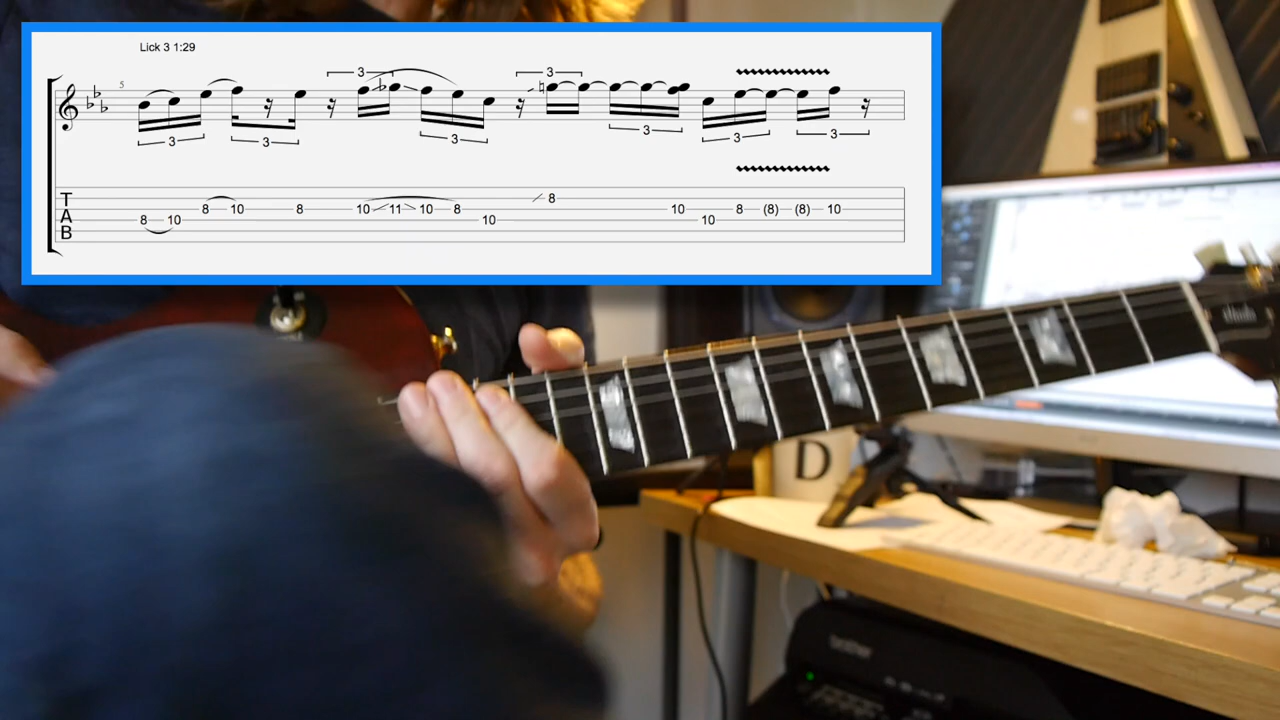 Lick 3 1:29
5
3 3 3 3
3 3 3 3
T
A
B
8
8 10 8 10 11 10 8 10 8 (8) (8) 10
8 10 10 10
D
brother